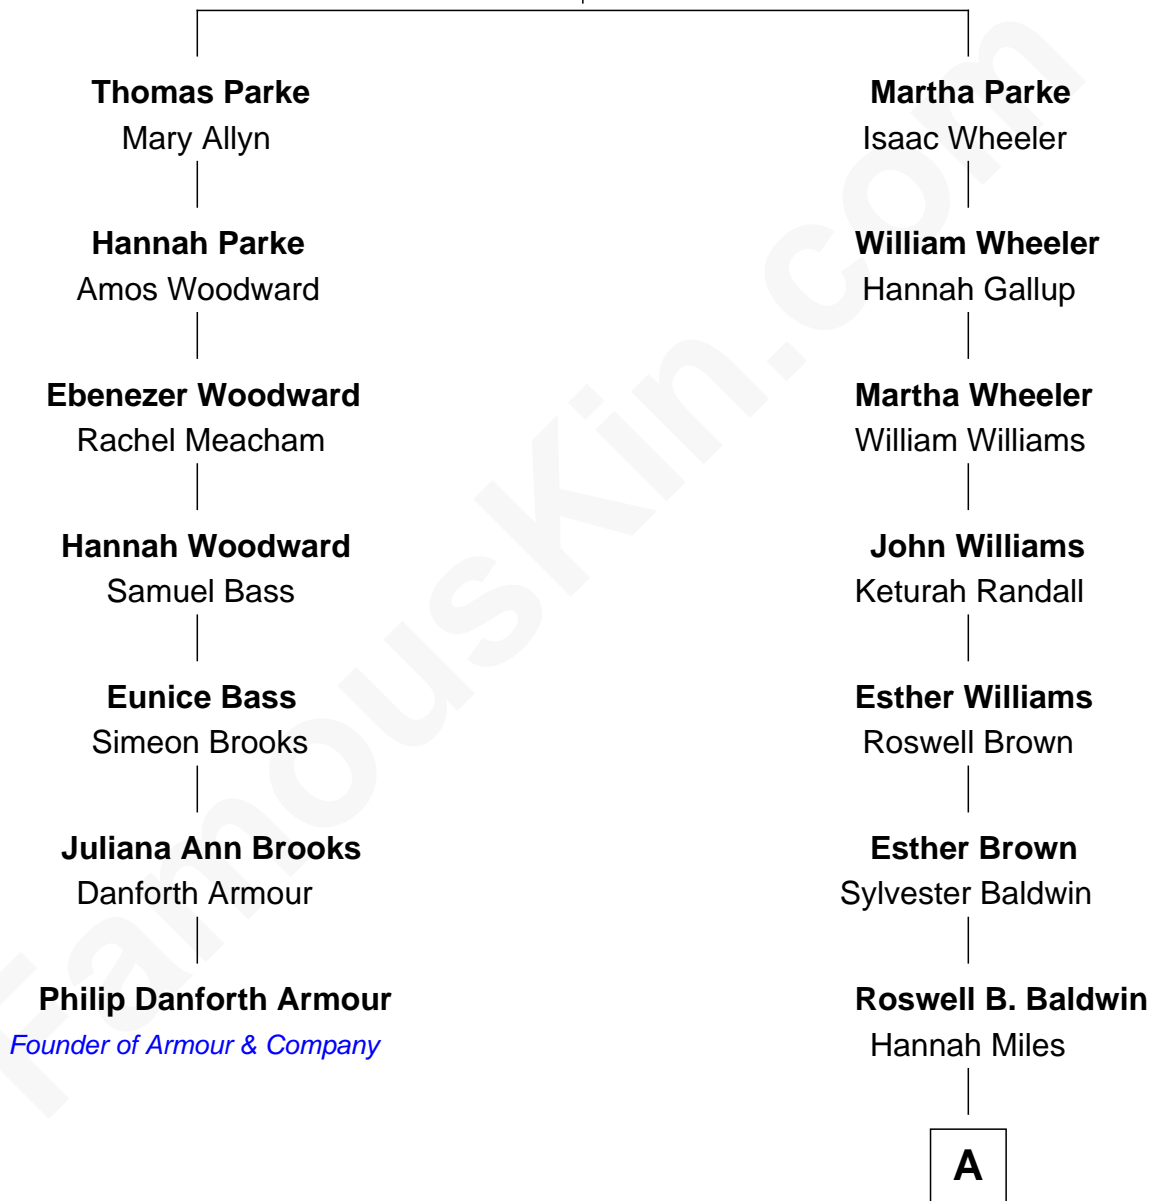 Thomas Parke
Mary Allyn
Hannah Parke
Amos Woodward
Ebenezer Woodward
Rachel Meacham
Hannah Woodward
Samuel Bass
Eunice Bass
Simeon Brooks
Juliana Ann Brooks
Danforth Armour
Philip Danforth Armour
Founder of Armour & Company
Martha Parke
Isaac Wheeler
William Wheeler
Hannah Gallup
Martha Wheeler
William Williams
John Williams
Keturah Randall
Esther Williams
Roswell Brown
Esther Brown
Sylvester Baldwin
Roswell B. Baldwin
Hannah Miles
A
FamousKin.com